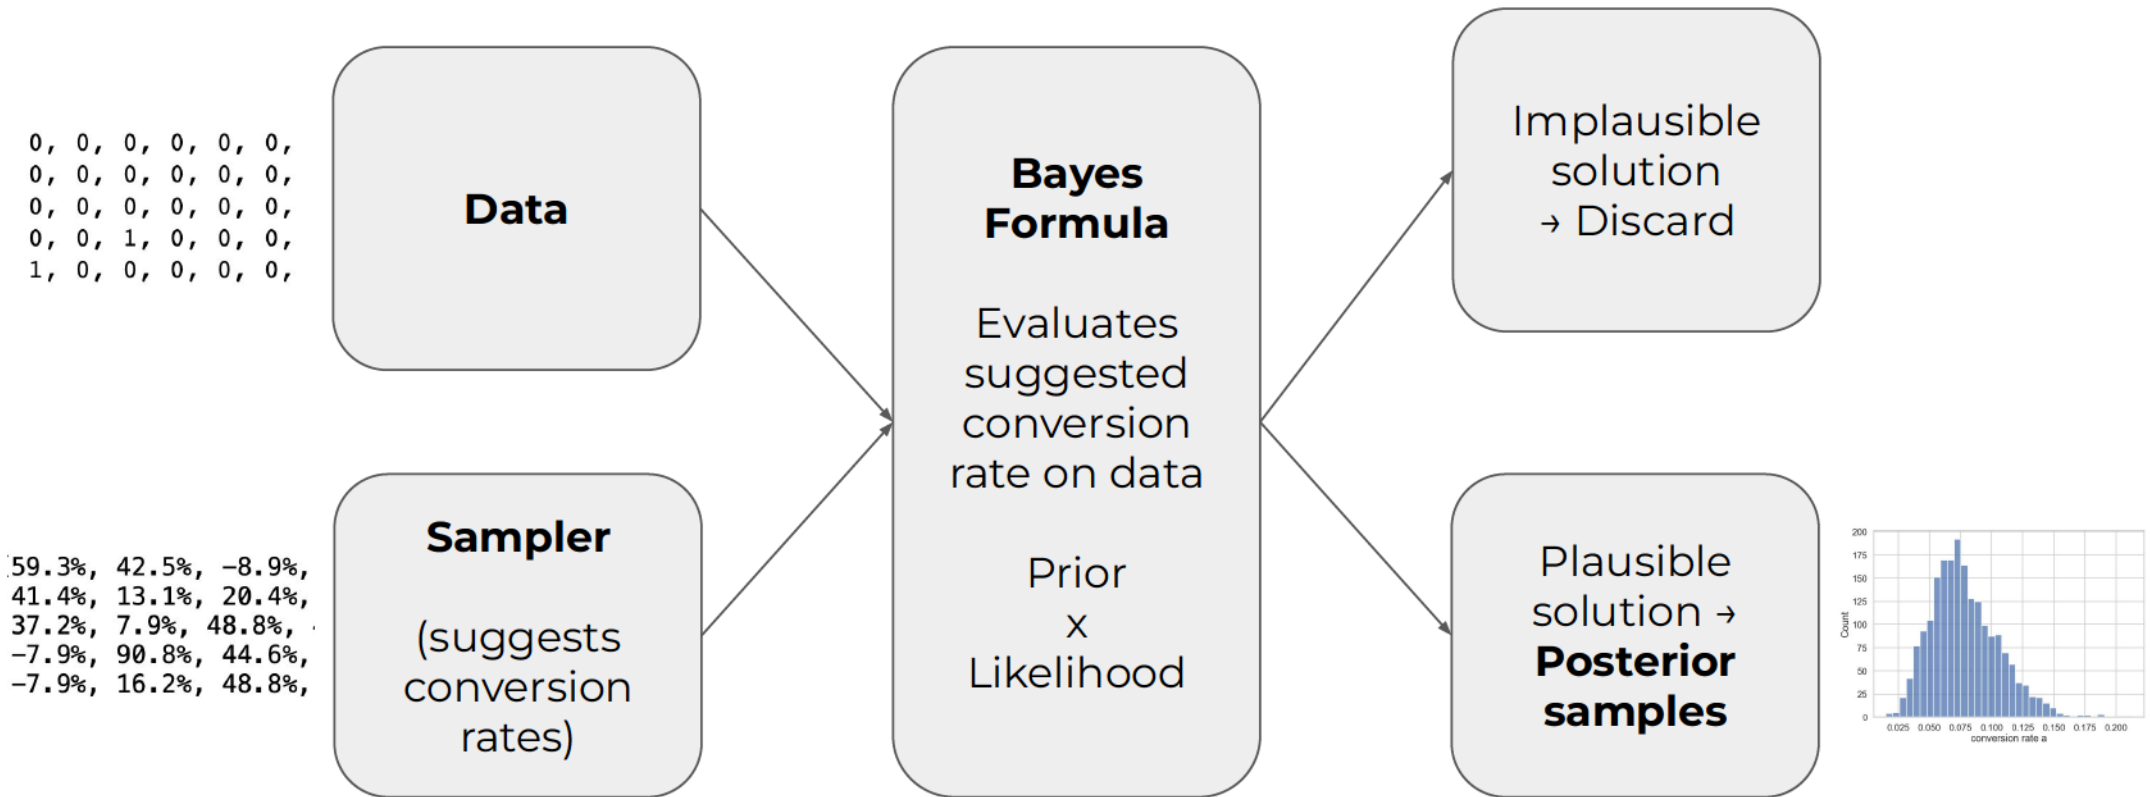 0, 0, 0, 0, 0, 0,
0, 0, 0, 0, 0, 0,
0, 0, 0, 0, 0, 0,
0, 0, 1, 0, 0, 0,
1, 0, 0, 0, 0, 0,
Data
59.3%, 42.5%, -8.9%,
41.4%, 13.1%, 20.4%,
37.2%, 7.9%, 48.8%,
-7.9%, 90.8%, 44.6%,
-7.9%, 16.2%, 48.8%,
Sampler
(suggests
conversion
rates)
Bayes
Formula
Evaluates
suggested
conversion
rate on data
Prior
x
Likelihood
Implausible
solution
→ Discard
Plausible
solution →
Posterior
samples
200
175
150
125
100
75
50
25
0
Count
0.025 0.050 0.075 0.100 0.125 0.150 0.175 0.200
conversion rate a